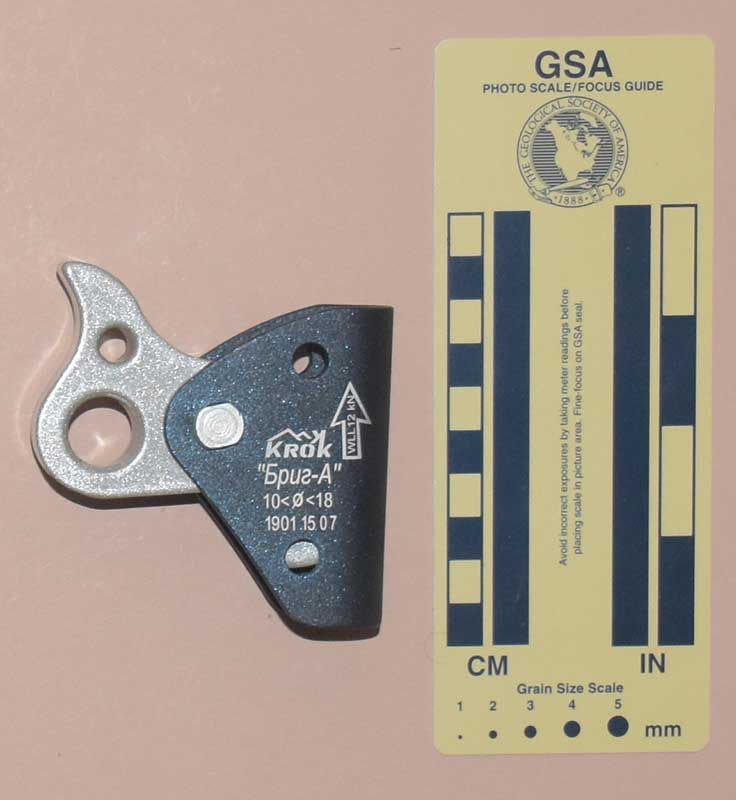 GSA
PHOTO SCALE/FOCUS GUIDE
THE GEOLOGICAL SOCIETY OF AMERICA
·1888·
®
WLL12 kN
KROK
"Бриг-А"
10<ø<18
1901 15 07
Avoid incorrect exposures by taking meter readings before
placing scale in picture area. Fine-focus on GSA seal.
CM
IN
Grain Size Scale
1 2 3 4 5
mm